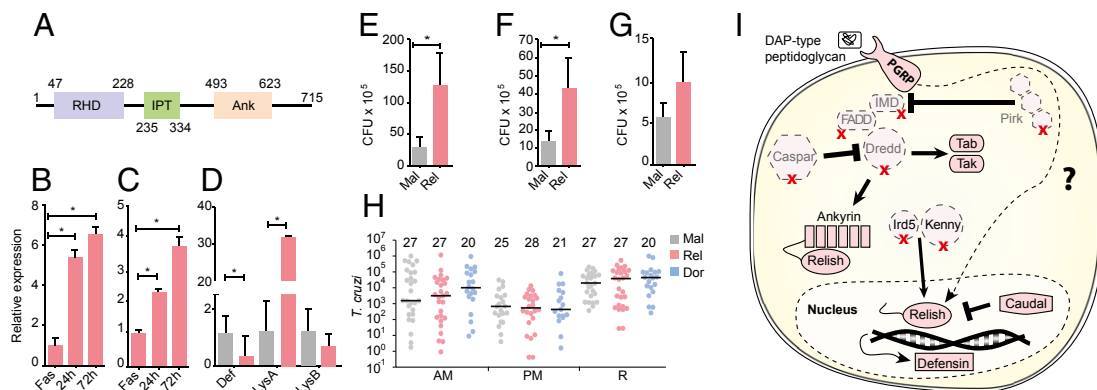 A
47 228 493 623
1 RHD IPT Ank 715
235 334
B
Relative expression
8
6
4
2
0
Fas 24h 72h
*
*
C
5
4
3
2
1
0
Fas 24h 72h
*
*
D
40
30
20
2
1
0
Def LysA LysB
*
*
E
CFU x 10⁵
200
150
100
50
0
Mal Rel
*
F
CFU x 10⁵
70
60
50
40
30
20
10
0
Mal Rel
*
G
CFU x 10⁵
15
10
5
0
Mal Rel
H
Mal
Rel
Dor
27 27 20 25 28 21 27 27 20
T. cruzi
10⁷
10⁶
10⁵
10⁴
10³
10²
10¹
10⁰
10⁻¹
AM PM R
I
DAP-type
peptidoglycan
PGRP
IMD
FADD
X
X
Pirk
X
Caspar
X
Dredd
X
Tab
Tak
?
Ankyrin
Relish
Ird5
X
Kenny
X
Nucleus
Relish
Caudal
Defensin